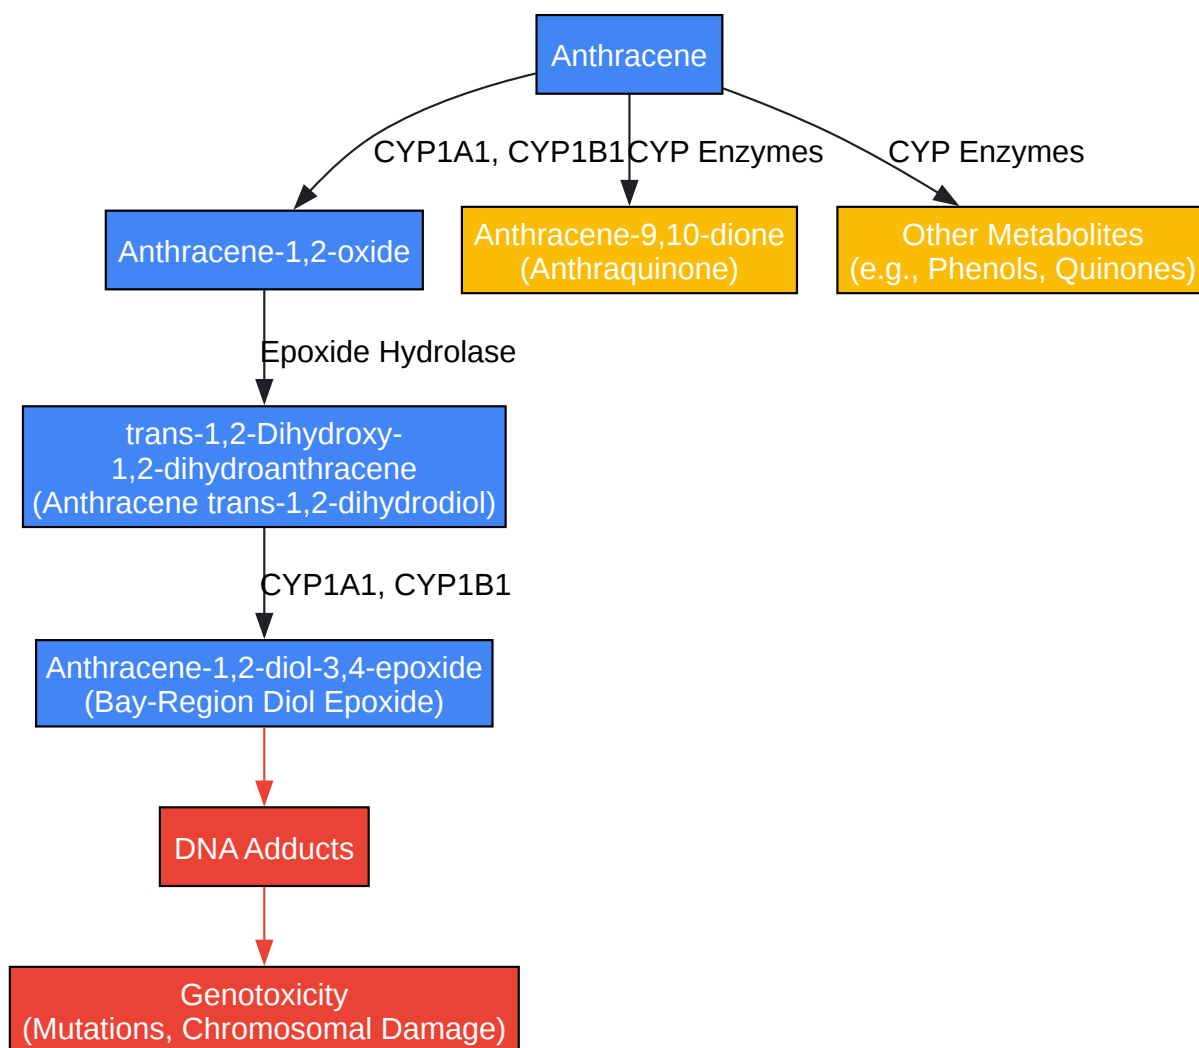 Anthracene
CYP1A1, CYP1B1
CYP Enzymes
CYP Enzymes
Anthracene-1,2-oxide
Anthracene-9,10-dione
(Anthraquinone)
Other Metabolites
(e.g., Phenols, Quinones)
Epoxide Hydrolase
trans-1,2-Dihydroxy-
1,2-dihydroanthracene
(Anthracene trans-1,2-dihydrodiol)
CYP1A1, CYP1B1
Anthracene-1,2-diol-3,4-epoxide
(Bay-Region Diol Epoxide)
DNA Adducts
Genotoxicity
(Mutations, Chromosomal Damage)